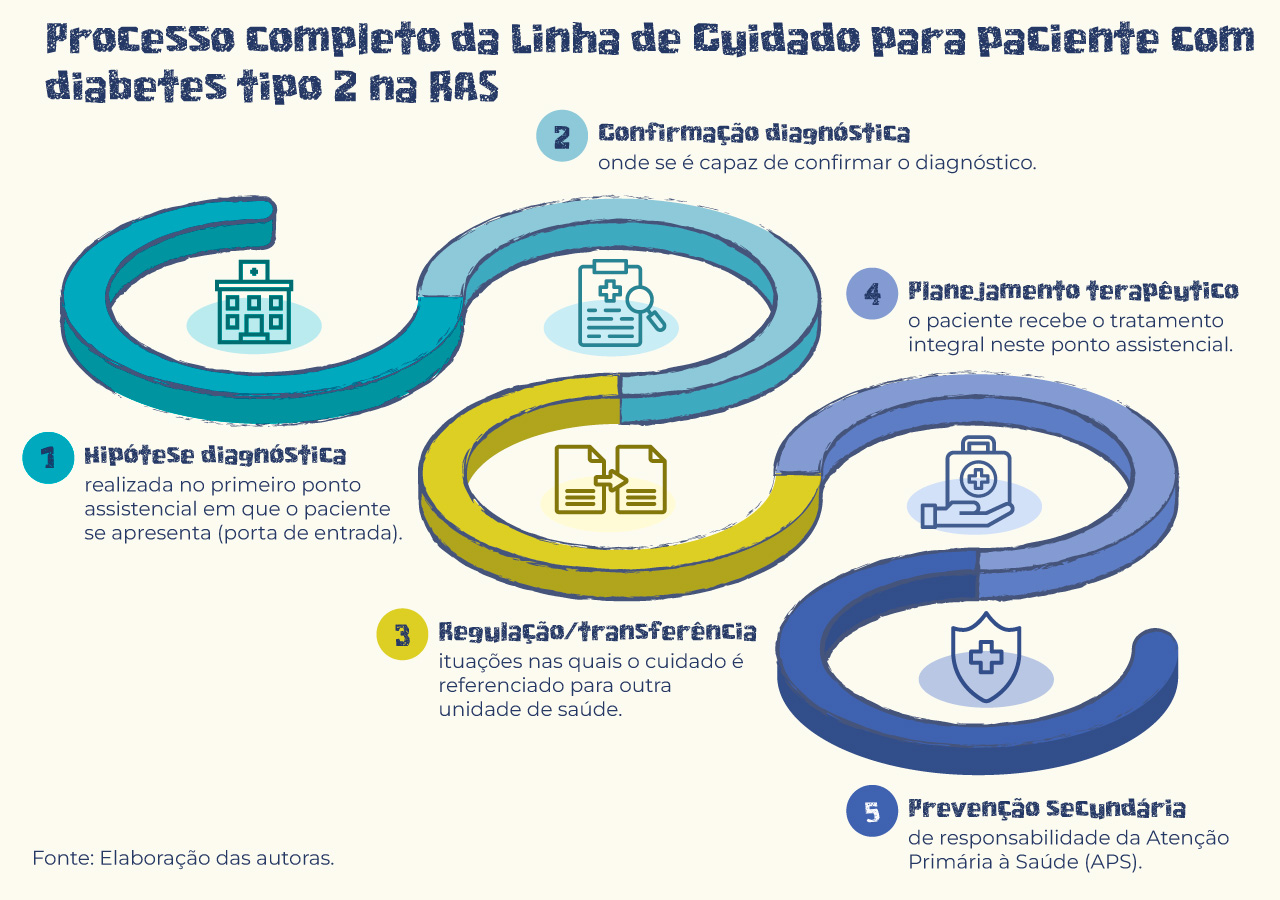 Processo completo da Linha de Cuidado para paciente com
diabetes tipo 2 na RAS
2
Confirmação diagnóstica
onde se é capaz de confirmar o diagnóstico.
4
Planejamento terapêutico
o paciente recebe o tratamento
integral neste ponto assistencial.
1
Hipótese diagnóstica
realizada no primeiro ponto
assistencial em que o paciente
se apresenta (porta de entrada).
3
Regulação/transferência
ituações nas quais o cuidado é
referenciado para outra
unidade de saúde.
5
Prevenção Secundária
de responsabilidade da Atenção
Primária à Saúde (APS).
Fonte: Elaboração das autoras.